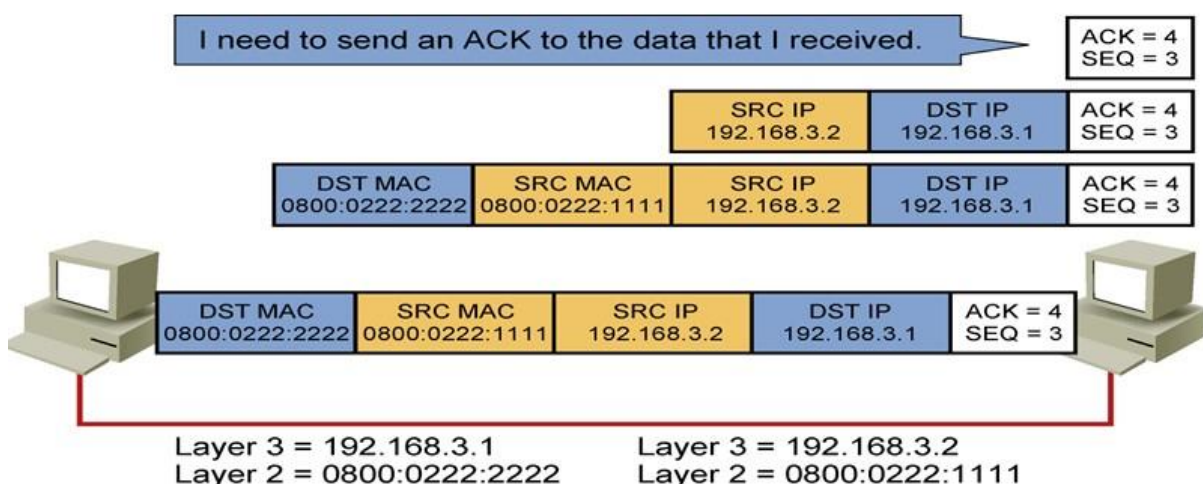 I need to send an ACK to the data that I received.
ACK = 4
SEQ = 3
SRC IP
192.168.3.2
DST IP
192.168.3.1
ACK = 4
SEQ = 3
DST MAC
0800:0222:2222
SRC MAC
0800:0222:1111
SRC IP
192.168.3.2
DST IP
192.168.3.1
ACK = 4
SEQ = 3
DST MAC
0800:0222:2222
SRC MAC
0800:0222:1111
SRC IP
192.168.3.2
DST IP
192.168.3.1
ACK = 4
SEQ = 3
Layer 3 = 192.168.3.1
Layer 2 = 0800:0222:2222
Layer 3 = 192.168.3.2
Layer 2 = 0800:0222:1111